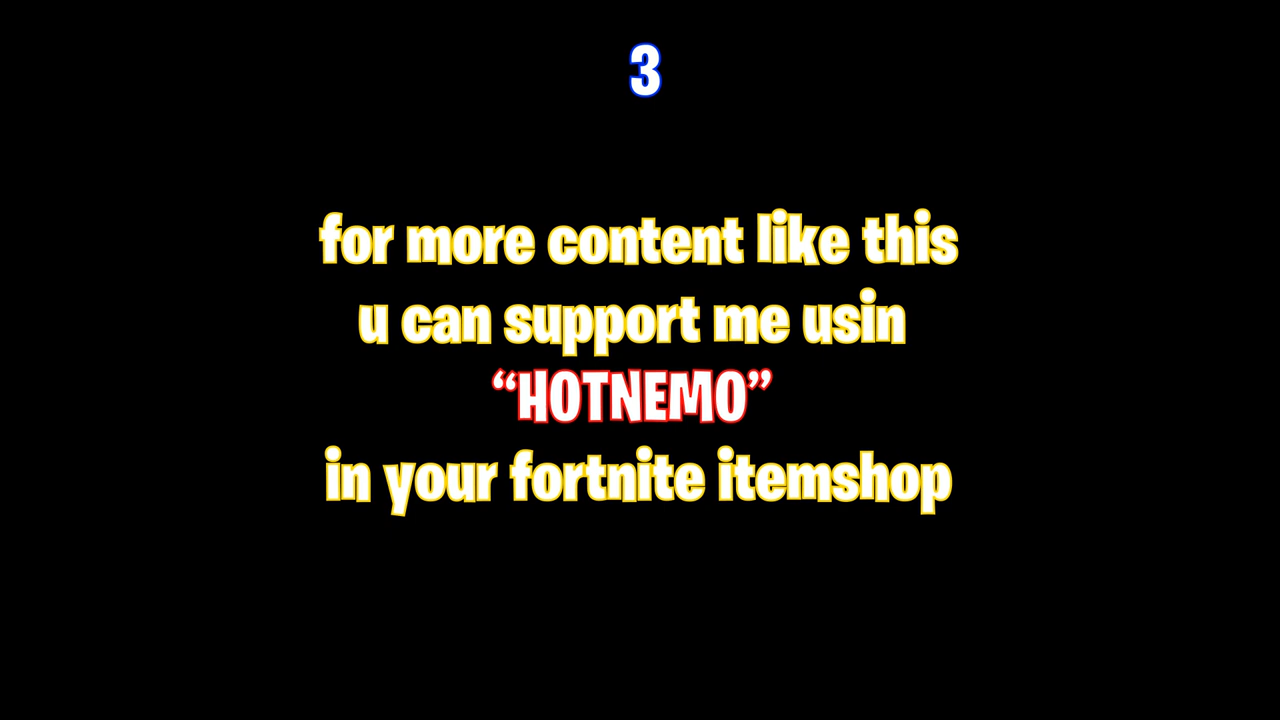 3
for more content like this
u can support me usin
“HOTNEMO”
in your fortnite itemshop